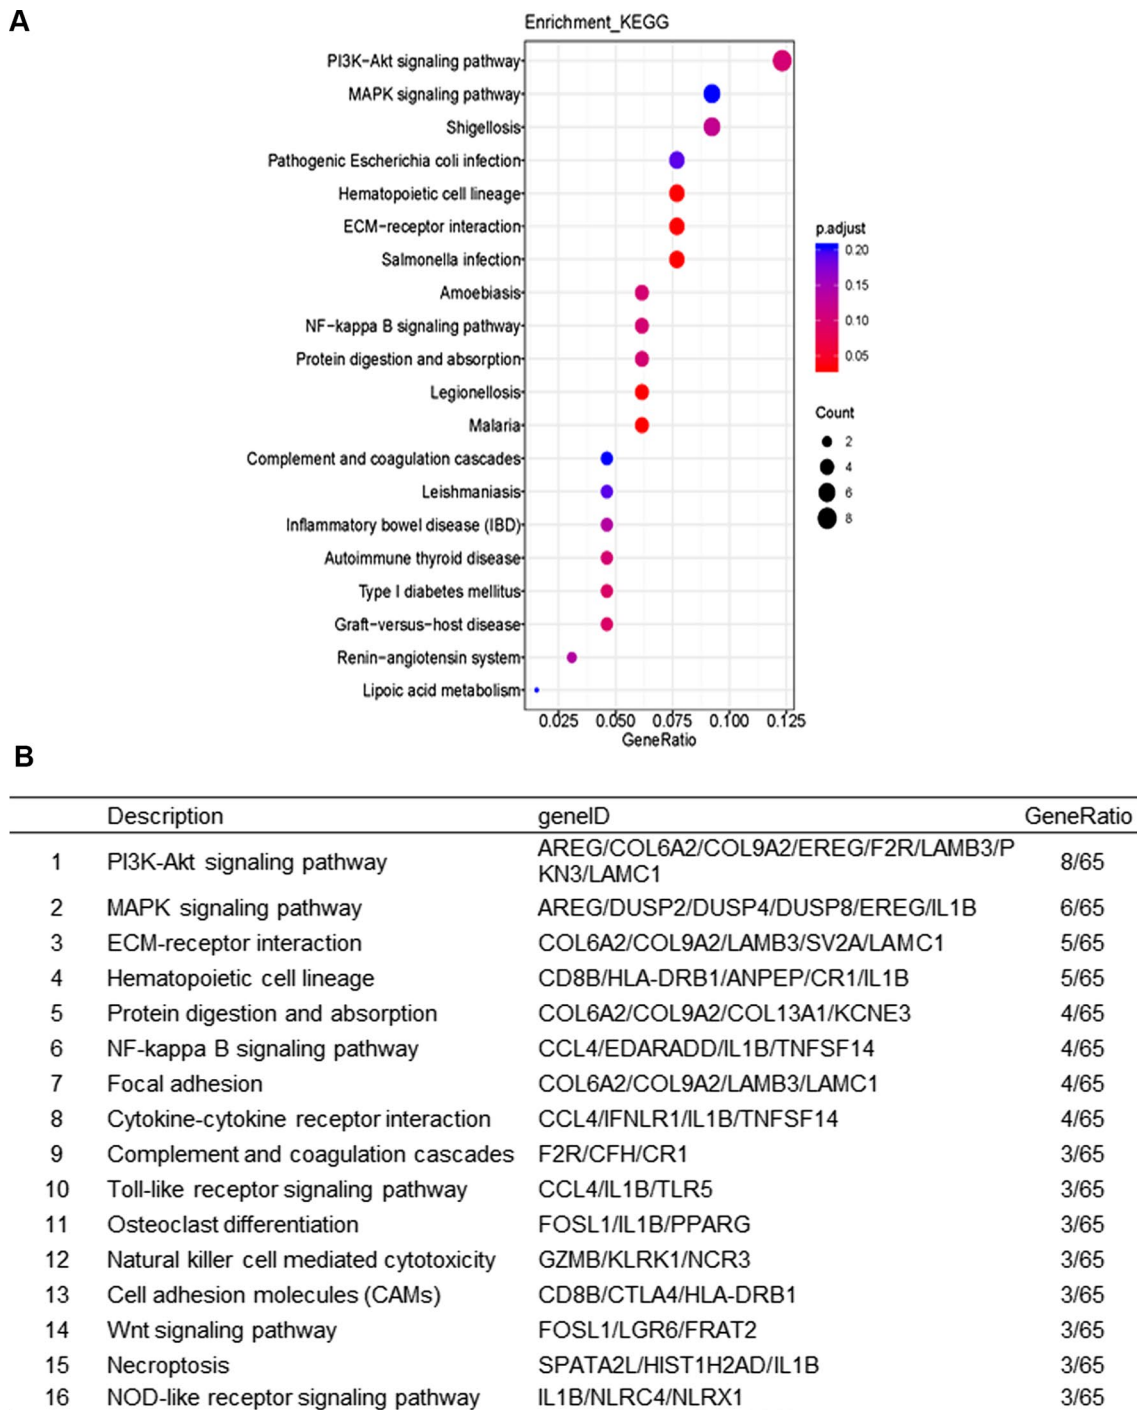 A
Enrichment_KEGG
PI3K-Akt signaling pathway
MAPK signaling pathway
Shigellosis
Pathogenic Escherichia coli infection
Hematopoietic cell lineage
ECM-receptor interaction
Salmonella infection
Amoebiasis
NF-kappa B signaling pathway
Protein digestion and absorption
Legionellosis
Malaria
Complement and coagulation cascades
Leishmaniasis
Inflammatory bowel disease (IBD)
Autoimmune thyroid disease
Type I diabetes mellitus
Graft-versus-host disease
Renin-angiotensin system
Lipoic acid metabolism
0.025 0.050 0.075 0.100 0.125
GeneRatio
p.adjust
0.20
0.15
0.10
0.05
Count
2
4
6
8
B
Description geneID GeneRatio
1 PI3K-Akt signaling pathway AREG/COL6A2/COL9A2/EREG/F2R/LAMB3/P
KN3/LAMC1 8/65
2 MAPK signaling pathway AREG/DUSP2/DUSP4/DUSP8/EREG/IL1B 6/65
3 ECM-receptor interaction COL6A2/COL9A2/LAMB3/SV2A/LAMC1 5/65
4 Hematopoietic cell lineage CD8B/HLA-DRB1/ANPEP/CR1/IL1B 5/65
5 Protein digestion and absorption COL6A2/COL9A2/COL13A1/KCNE3 4/65
6 NF-kappa B signaling pathway CCL4/EDARADD/IL1B/TNFSF14 4/65
7 Focal adhesion COL6A2/COL9A2/LAMB3/LAMC1 4/65
8 Cytokine-cytokine receptor interaction CCL4/IFNLR1/IL1B/TNFSF14 4/65
9 Complement and coagulation cascades F2R/CFH/CR1 3/65
10 Toll-like receptor signaling pathway CCL4/IL1B/TLR5 3/65
11 Osteoclast differentiation FOSL1/IL1B/PPARG 3/65
12 Natural killer cell mediated cytotoxicity GZMB/KLRK1/NCR3 3/65
13 Cell adhesion molecules (CAMs) CD8B/CTLA4/HLA-DRB1 3/65
14 Wnt signaling pathway FOSL1/LGR6/FRAT2 3/65
15 Necroptosis SPATA2L/HIST1H2AD/IL1B 3/65
16 NOD-like receptor signaling pathway IL1B/NLRC4/NLRX1 3/65